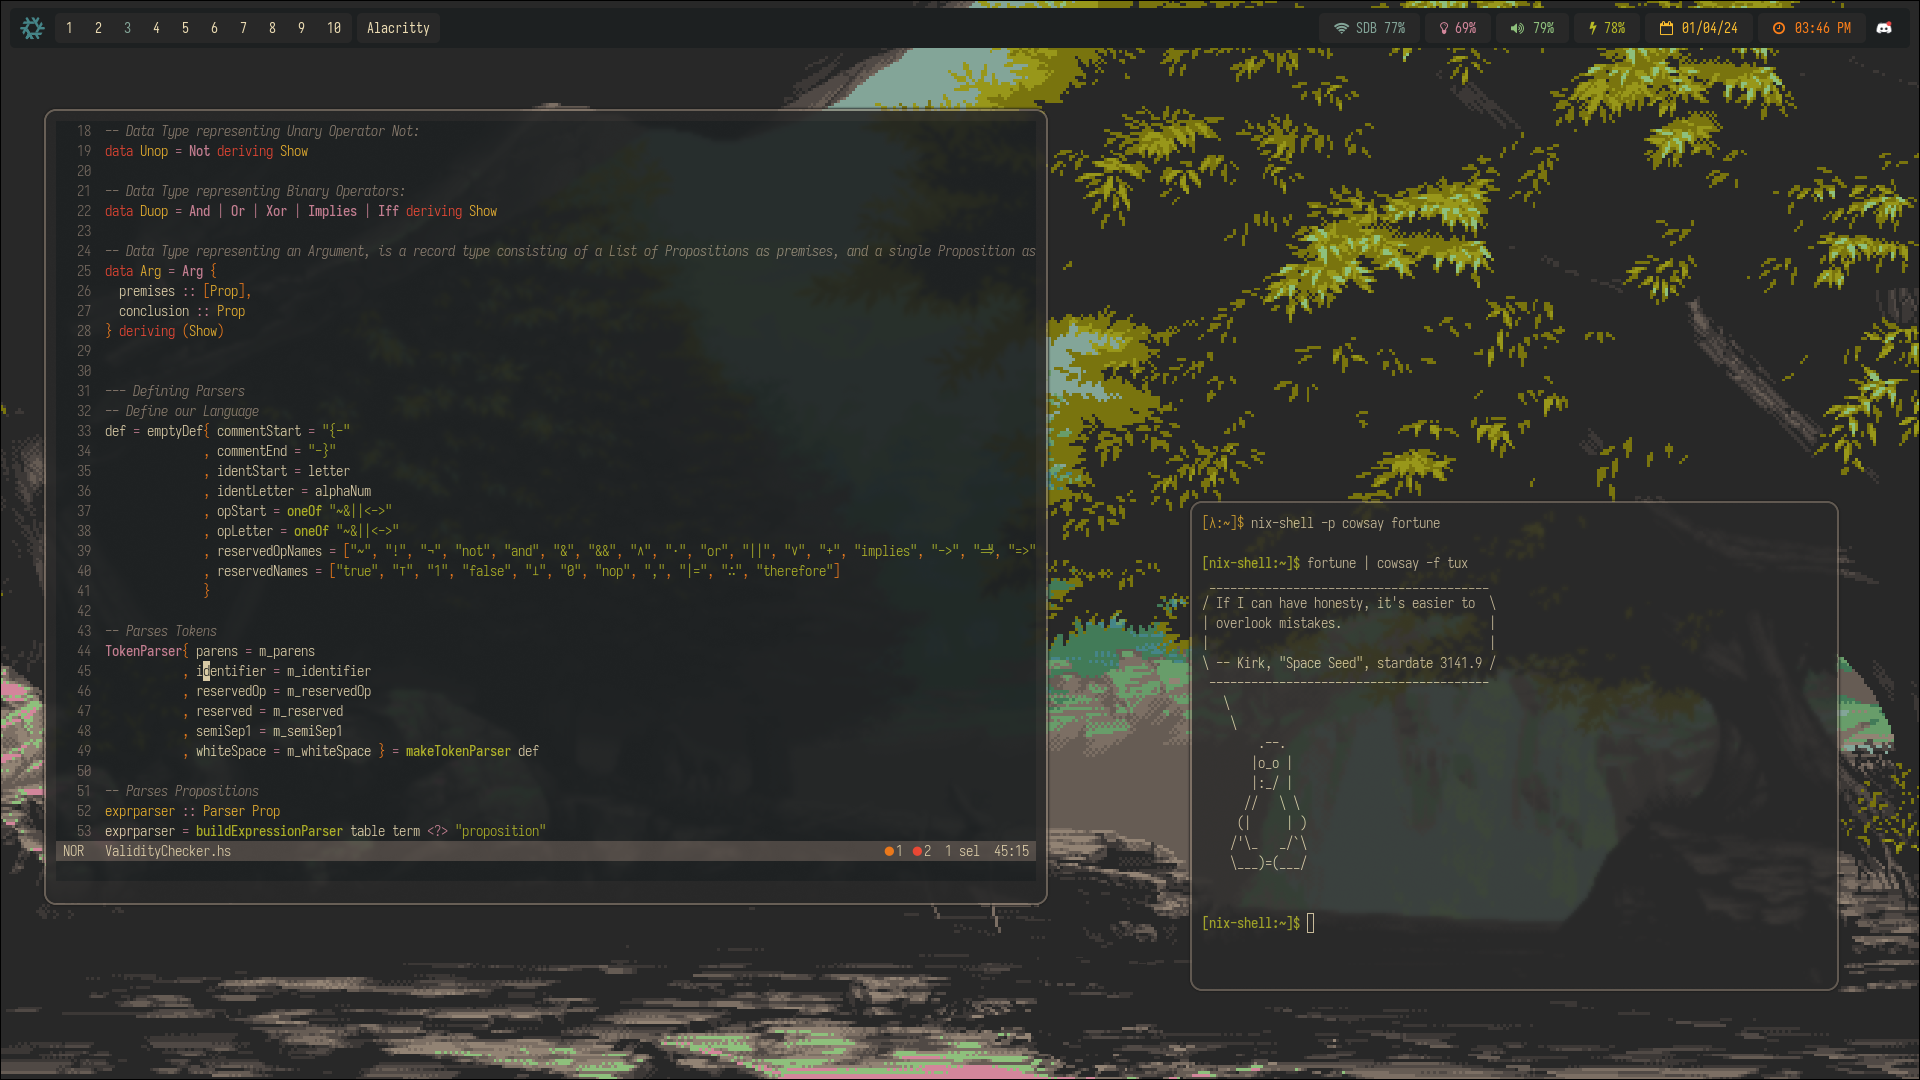 1 2 3 4 5 6 7 8 9 10 Alacritty
SDB 77% 69% 79% 78% 01/04/24 03:46 PM
18 -- Data Type representing Unary Operator Not:
19 data Unop = Not deriving Show
20
21 -- Data Type representing Binary Operators:
22 data Duop = And | Or | Xor | Implies | Iff deriving Show
23
24 -- Data Type representing an Argument, is a record type consisting of a List of Propositions as premises, and a single Proposition as
25 data Arg = Arg {
26   premises :: [Prop],
27   conclusion :: Prop
28 } deriving (Show)
29
30
31 --- Defining Parsers
32 -- Define our Language
33 def = emptyDef{ commentStart = "{-"
34               , commentEnd = "-}"
35               , identStart = letter
36               , identLetter = alphaNum
37               , opStart = oneOf "~&||<->"
38               , opLetter = oneOf "~&||<->"
39               , reservedOpNames = ["~", "!", "¬", "not", "and", "&", "&&", "∧", "·", "or", "||", "∨", "+", "implies", "->", "⇒", "=>"
40               , reservedNames = ["true", "⊤", "1", "false", "⊥", "0", "nop", ",", "|=", "∴", "therefore"]
41               }
42
43 -- Parses Tokens
44 TokenParser{ parens = m_parens
45            , identifier = m_identifier
46            , reservedOp = m_reservedOp
47            , reserved = m_reserved
48            , semiSep1 = m_semiSep1
49            , whiteSpace = m_whiteSpace } = makeTokenParser def
50
51 -- Parses Propositions
52 exprparser :: Parser Prop
53 exprparser = buildExpressionParser table term <?> "proposition"
NOR ValidityChecker.hs 1 2 1 sel 45:15
[λ:~]$ nix-shell -p cowsay fortune
[nix-shell:~]$ fortune | cowsay -f tux
 ________________________________________
/ If I can have honesty, it's easier to  \
| overlook mistakes.                     |
|                                        |
\ -- Kirk, "Space Seed", stardate 3141.9 /
 ----------------------------------------
   \
    \
        .--.
       |o_o |
       |:_/ |
      //   \ \
     (|     | )
    /'\_   _/`\
    \___)=(___/
[nix-shell:~]$